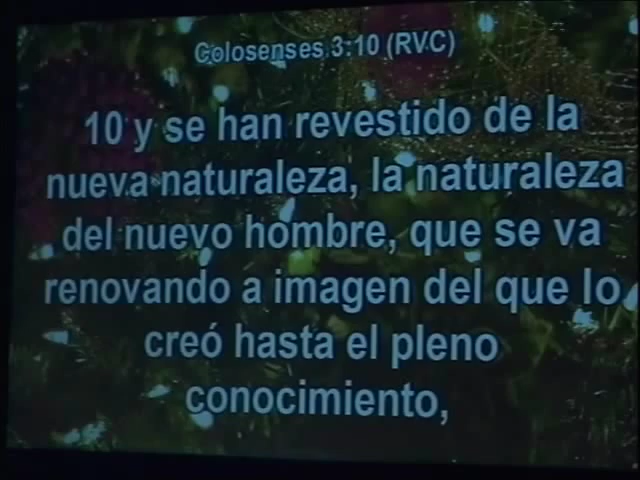 Colosenses 3:10 (RVC)
10 y se han revestido de la
nueva naturaleza, la naturaleza
del nuevo hombre, que se va
renovando a imagen del que lo
creó hasta el pleno
conocimiento,